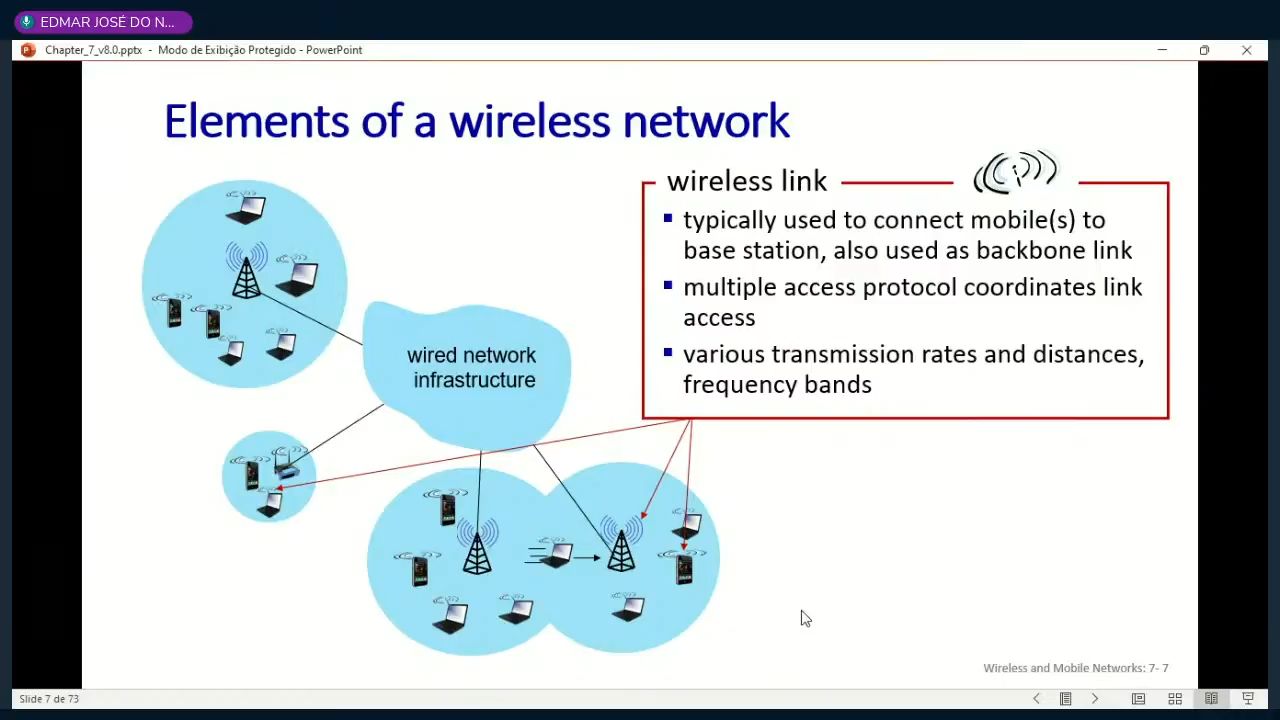 EDMAR JOSÉ DO N...
Chapter_7_v8.0.pptx - Modo de Exibição Protegido - PowerPoint
Elements of a wireless network
wireless link
typically used to connect mobile(s) to
base station, also used as backbone link
multiple access protocol coordinates link
access
various transmission rates and distances,
frequency bands
wired network
infrastructure
Wireless and Mobile Networks: 7- 7
Slide 7 de 73